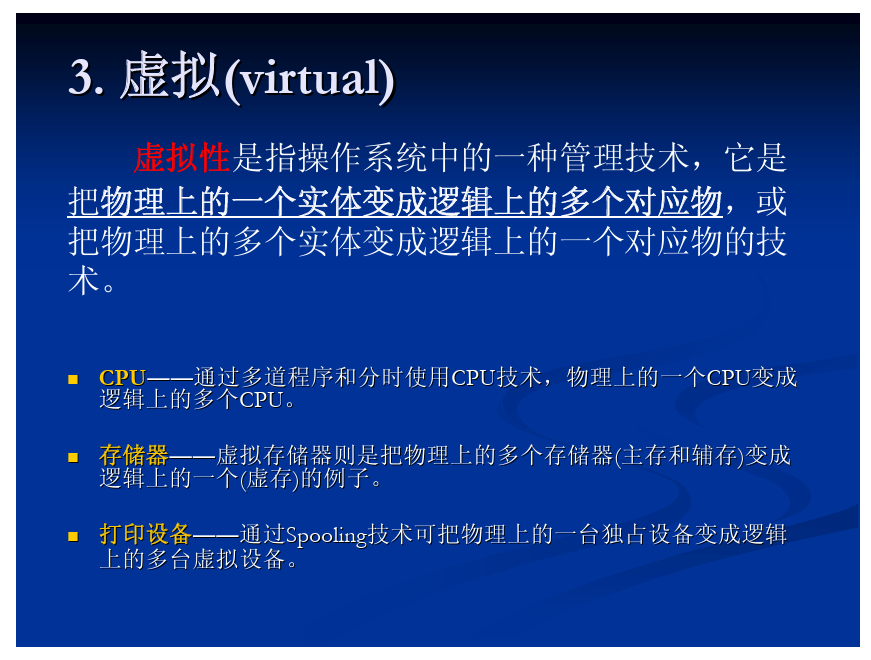 3. 虚拟(virtual)
虚拟性是指操作系统中的一种管理技术，它是
把物理上的一个实体变成逻辑上的多个对应物，或
把物理上的多个实体变成逻辑上的一个对应物的技
术。
CPU——通过多道程序和分时使用CPU技术，物理上的一个CPU变成
逻辑上的多个CPU。
存储器——虚拟存储器则是把物理上的多个存储器(主存和辅存)变成
逻辑上的一个(虚存)的例子。
打印设备——通过Spooling技术可把物理上的一台独占设备变成逻辑
上的多台虚拟设备。